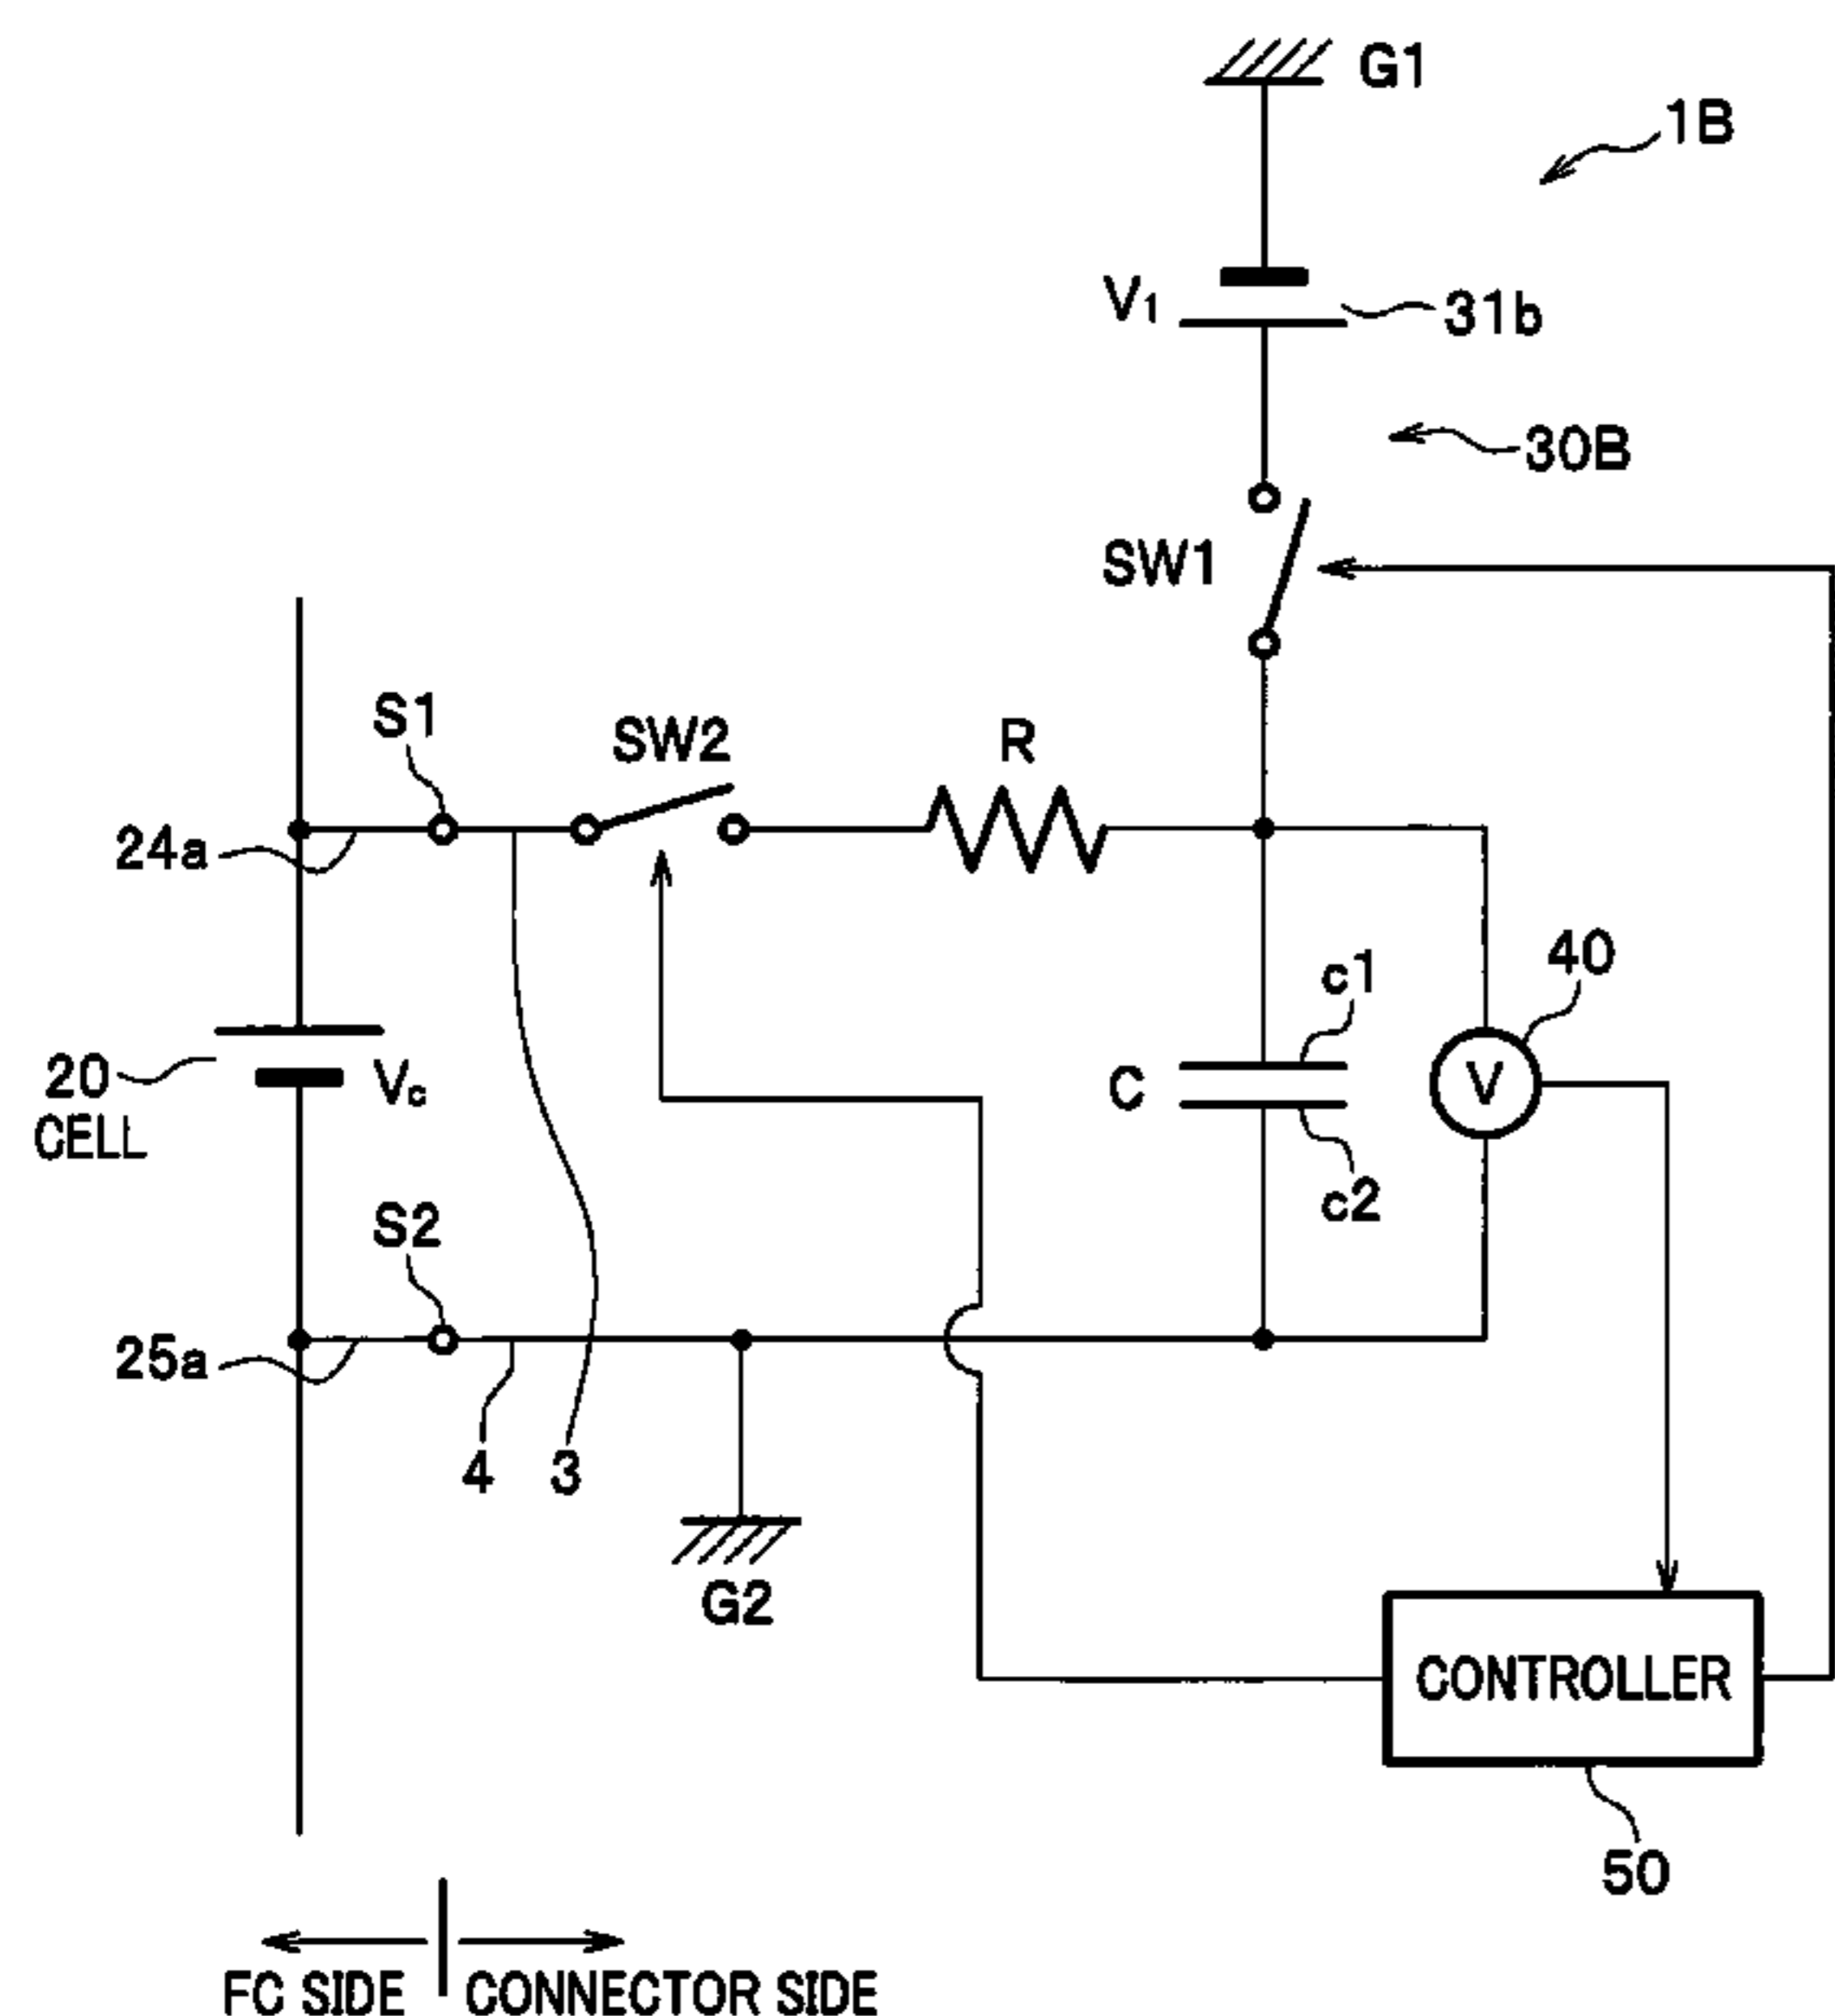 G1
1B
V1
31b
30B
SW1
S1
SW2
R
24a
40
c1
20
CELL
Vc
C
V
c2
S2
25a
4
3
G2
CONTROLLER
50
FC SIDE
CONNECTOR SIDE